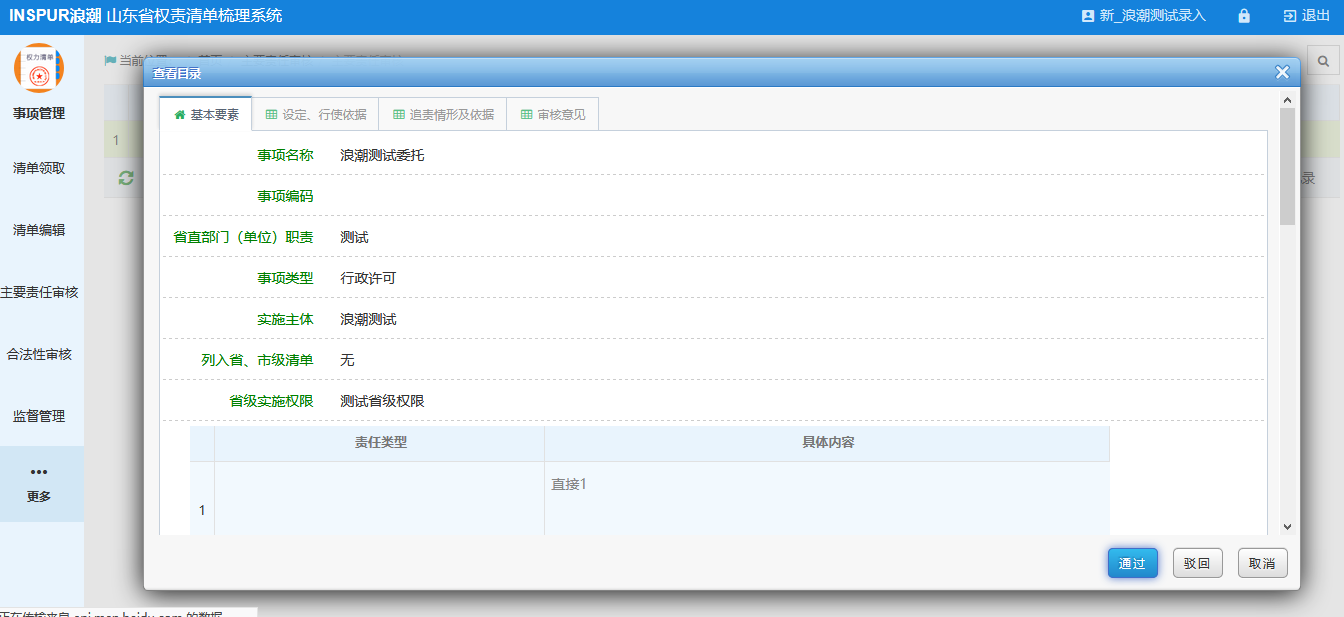 INSPUR浪潮 山东省权责清单梳理系统
新_浪潮测试录入
退出
权力清单
事项管理
清单领取
清单编辑
主要责任审核
合法性审核
监督管理
更多
查看目录
基本要素
设定、行使依据
追责情形及依据
审核意见
事项名称 浪潮测试委托
事项编码
省直部门（单位）职责 测试
事项类型 行政许可
实施主体 浪潮测试
列入省、市级清单 无
省级实施权限 测试省级权限
责任类型 具体内容
1 直接1
通过 驳回 取消
1
录